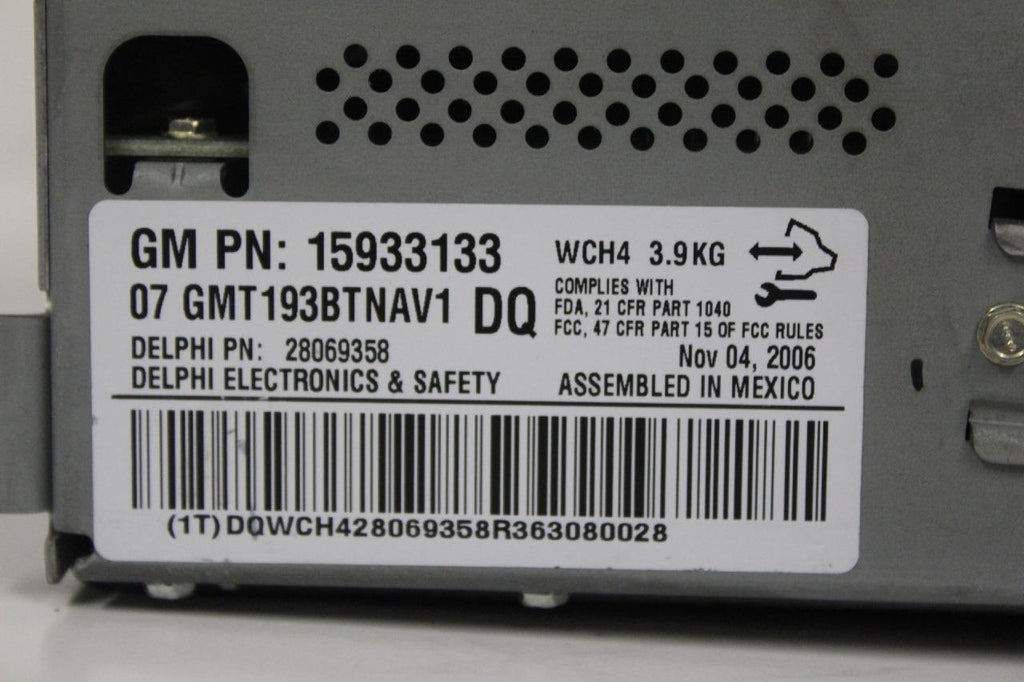 GM PN: 15933133
07 GMT193BTNAV1 DQ
DELPHI PN: 28069358
DELPHI ELECTRONICS & SAFETY
WCH4 3.9KG
COMPLIES WITH
FDA, 21 CFR PART 1040
FCC, 47 CFR PART 15 OF FCC RULES
Nov 04, 2006
ASSEMBLED IN MEXICO
(1T)DQWCH428069358R363080028